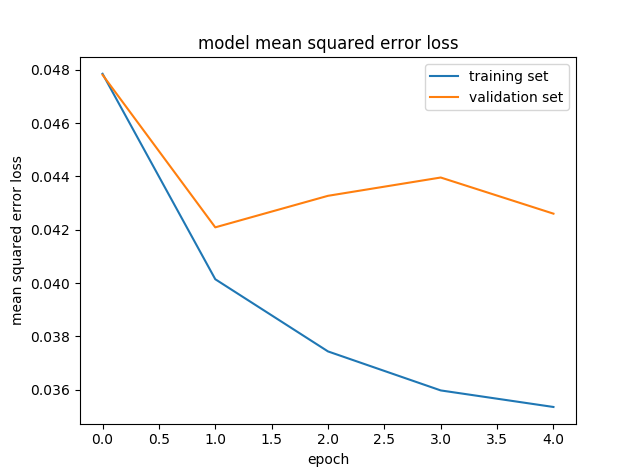 model mean squared error loss
training set
validation set
mean squared error loss
0.048
0.046
0.044
0.042
0.040
0.038
0.036
0.0 0.5 1.0 1.5 2.0 2.5 3.0 3.5 4.0
epoch